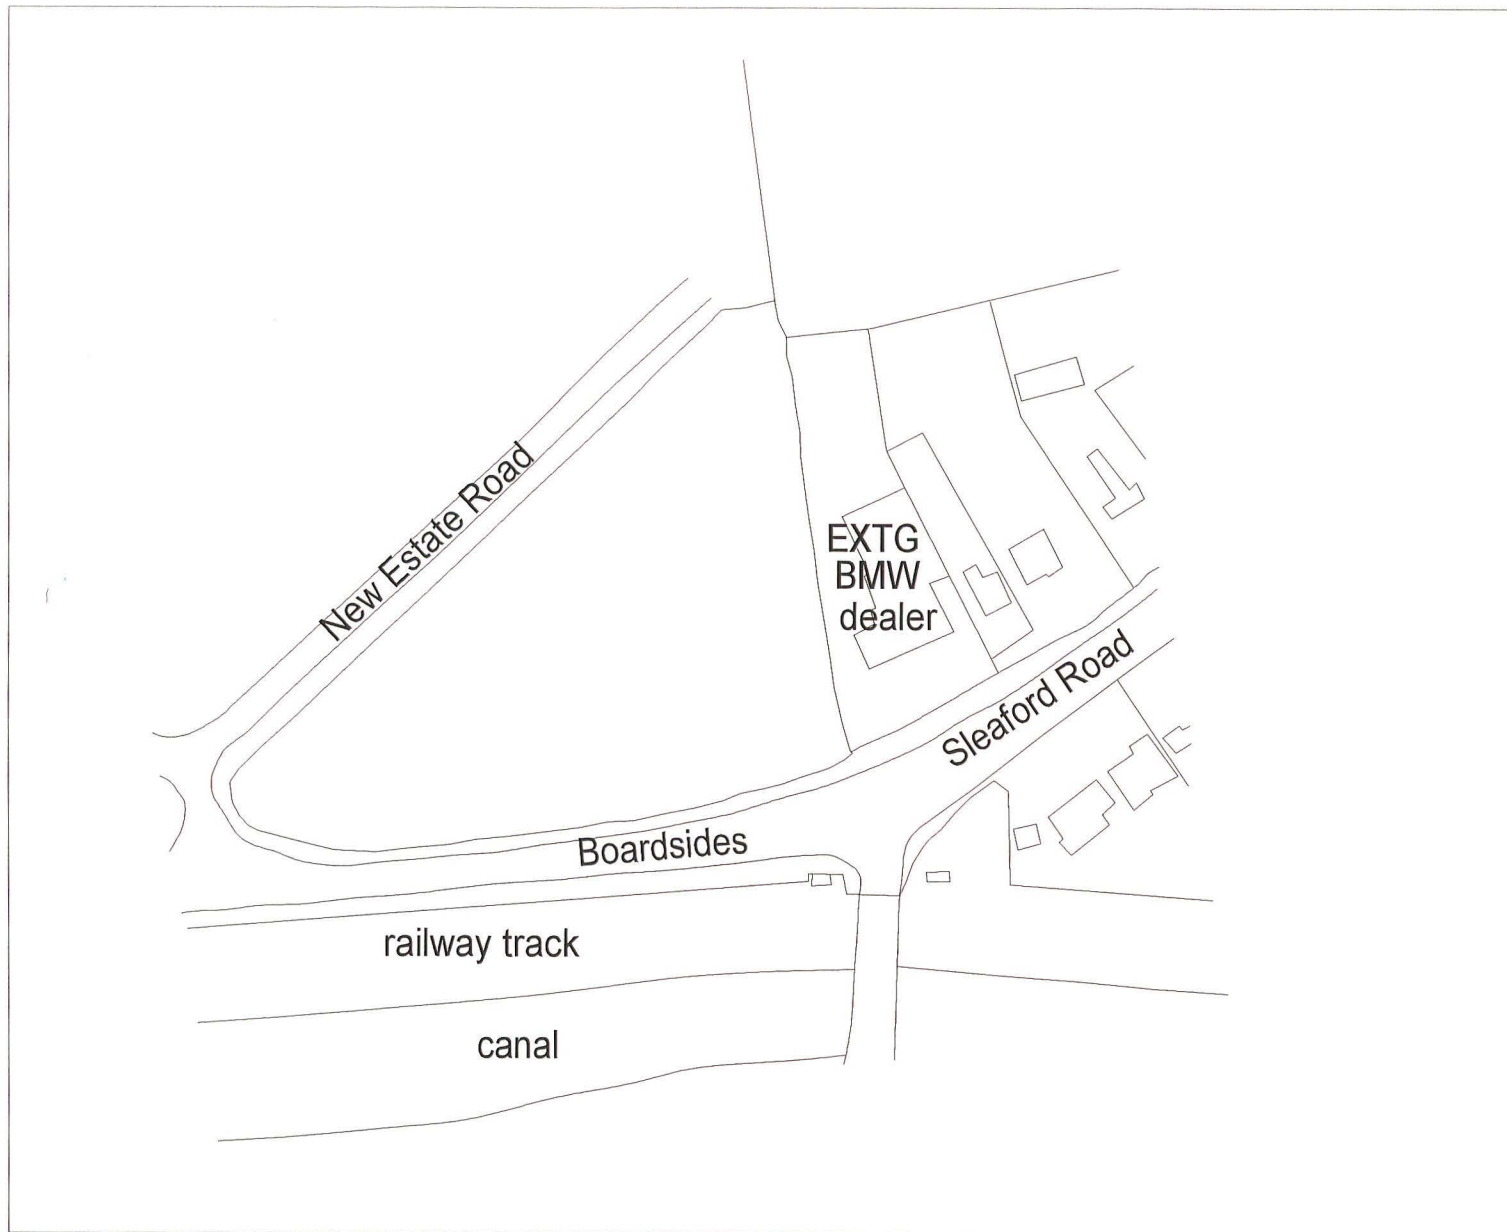 New Estate Road
EXTG
BMW
dealer
Sleaford Road
Boardsides
railway track
canal